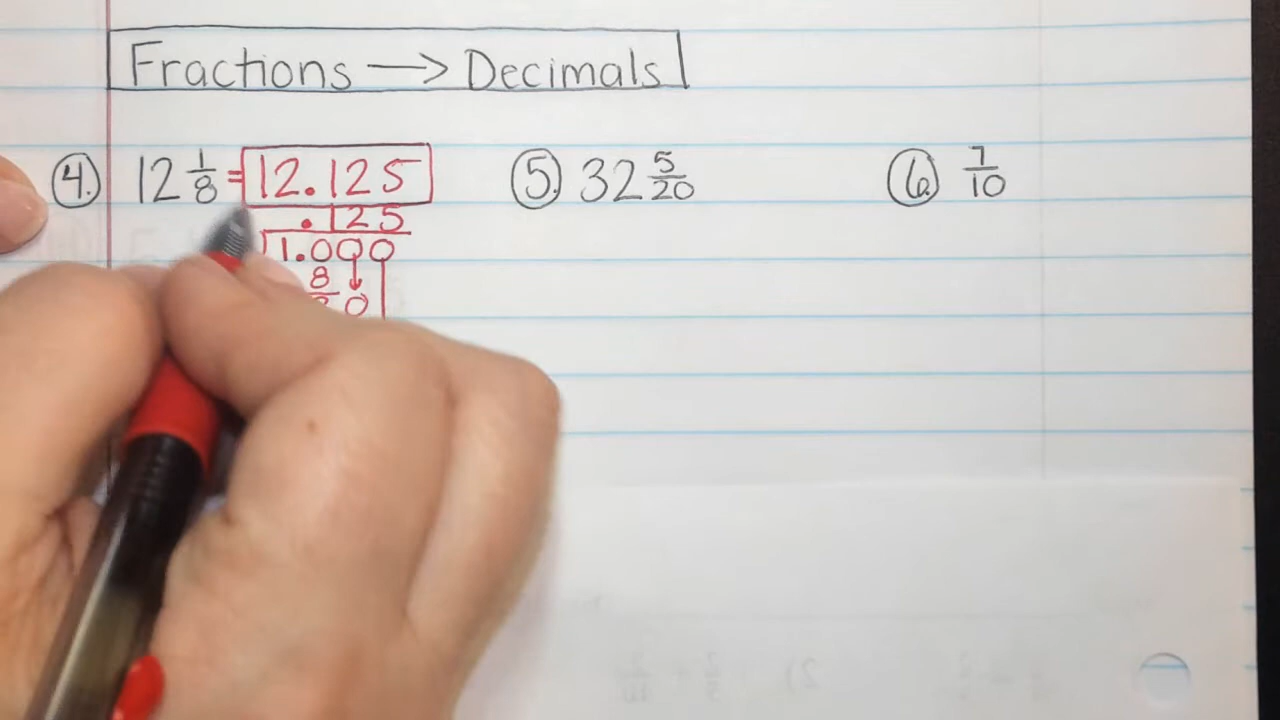 Fractions → Decimals
4. 12 1/8 = 12.125
.125
1.000
8
20
5. 32 5/20
6. 7/10